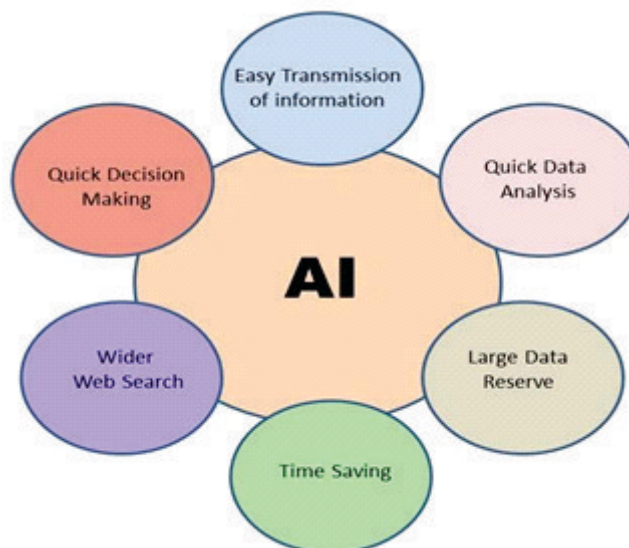 Easy Transmission
of information
Quick Decision
Making
Quick Data
Analysis
AI
Wider
Web Search
Large Data
Reserve
Time Saving